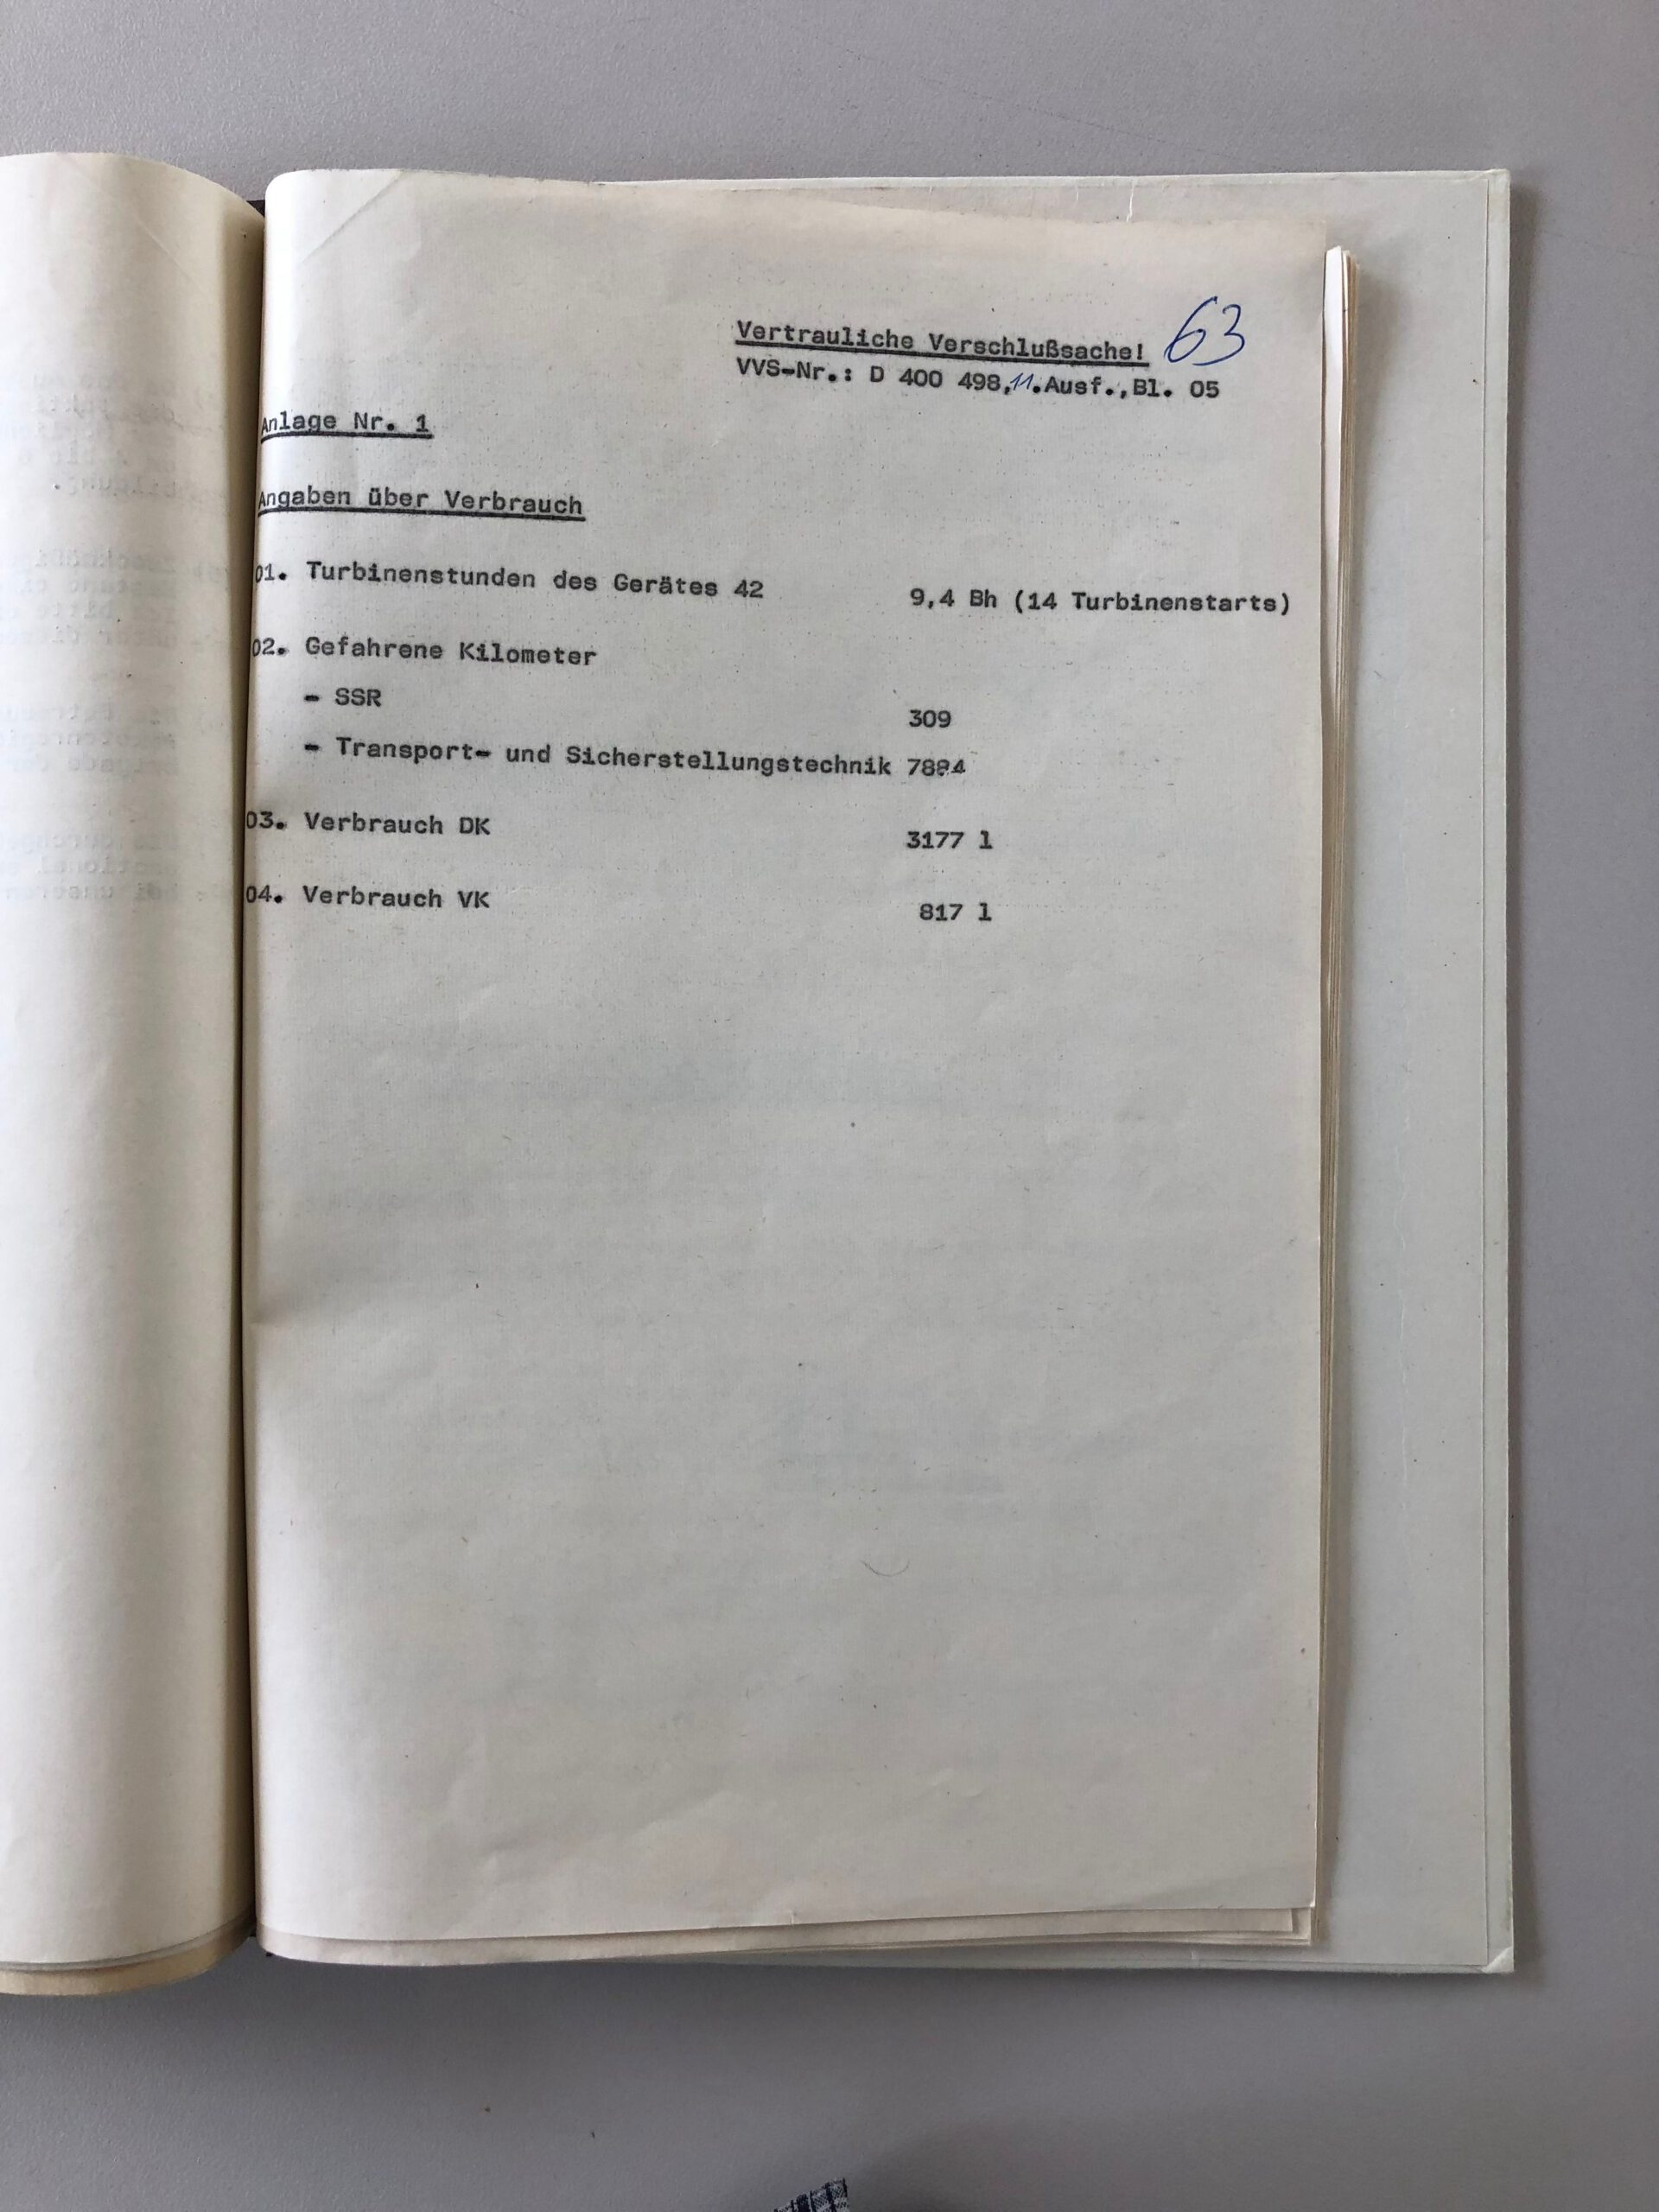 63
Vertrauliche Verschlußsache!
VVS-Nr.: D 400 498, 11. Ausf., Bl. 05
Anlage Nr. 1
Angaben über Verbrauch
01. Turbinenstunden des Gerätes 42 9,4 Bh (14 Turbinenstarts)
02. Gefahrene Kilometer
- SSR 309
- Transport- und Sicherstellungstechnik 7884
03. Verbrauch DK 3177 l
04. Verbrauch VK 817 l